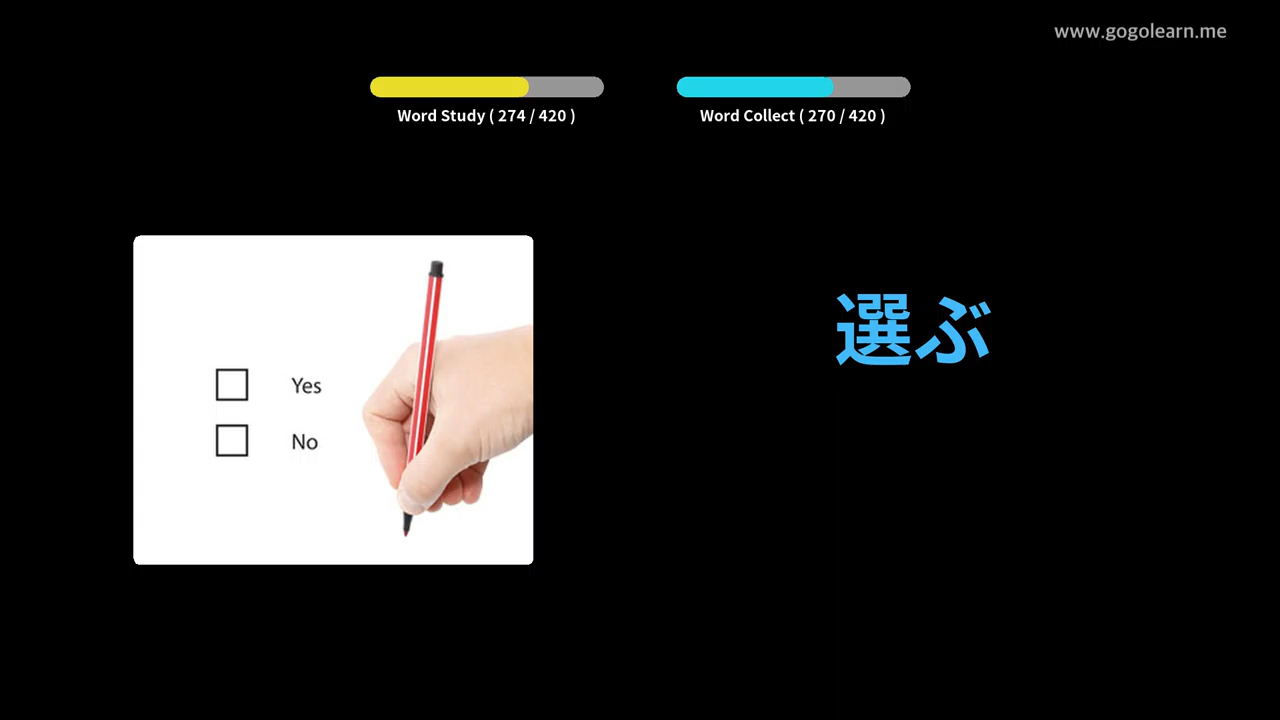 www.gogolearn.me
Word Study ( 274 / 420 )
Word Collect ( 270 / 420 )
選ぶ
Yes
No